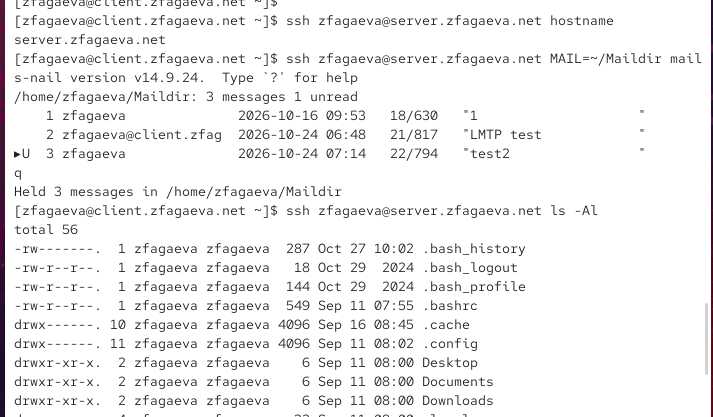 [zfagaeva@client.zfagaeva.net ~]$
[zfagaeva@client.zfagaeva.net ~]$ ssh zfagaeva@server.zfagaeva.net hostname
server.zfagaeva.net
[zfagaeva@client.zfagaeva.net ~]$ ssh zfagaeva@server.zfagaeva.net MAIL=~/Maildir mail
s-nail version v14.9.24.  Type `?' for help
/home/zfagaeva/Maildir: 3 messages 1 unread
    1 zfagaeva              2026-10-16 09:53   18/630   "1                     "
    2 zfagaeva@client.zfag  2026-10-24 06:48   21/817   "LMTP test             "
▸U  3 zfagaeva              2026-10-24 07:14   22/794   "test2                 "
q
Held 3 messages in /home/zfagaeva/Maildir
[zfagaeva@client.zfagaeva.net ~]$ ssh zfagaeva@server.zfagaeva.net ls -Al
total 56
-rw-------.  1 zfagaeva zfagaeva  287 Oct 27 10:02 .bash_history
-rw-r--r--.  1 zfagaeva zfagaeva   18 Oct 29  2024 .bash_logout
-rw-r--r--.  1 zfagaeva zfagaeva  144 Oct 29  2024 .bash_profile
-rw-r--r--.  1 zfagaeva zfagaeva  549 Sep 11 07:55 .bashrc
drwx------. 10 zfagaeva zfagaeva 4096 Sep 16 08:45 .cache
drwx------. 11 zfagaeva zfagaeva 4096 Sep 11 08:02 .config
drwxr-xr-x.  2 zfagaeva zfagaeva    6 Sep 11 08:00 Desktop
drwxr-xr-x.  2 zfagaeva zfagaeva    6 Sep 11 08:00 Documents
drwxr-xr-x.  2 zfagaeva zfagaeva    6 Sep 11 08:00 Downloads